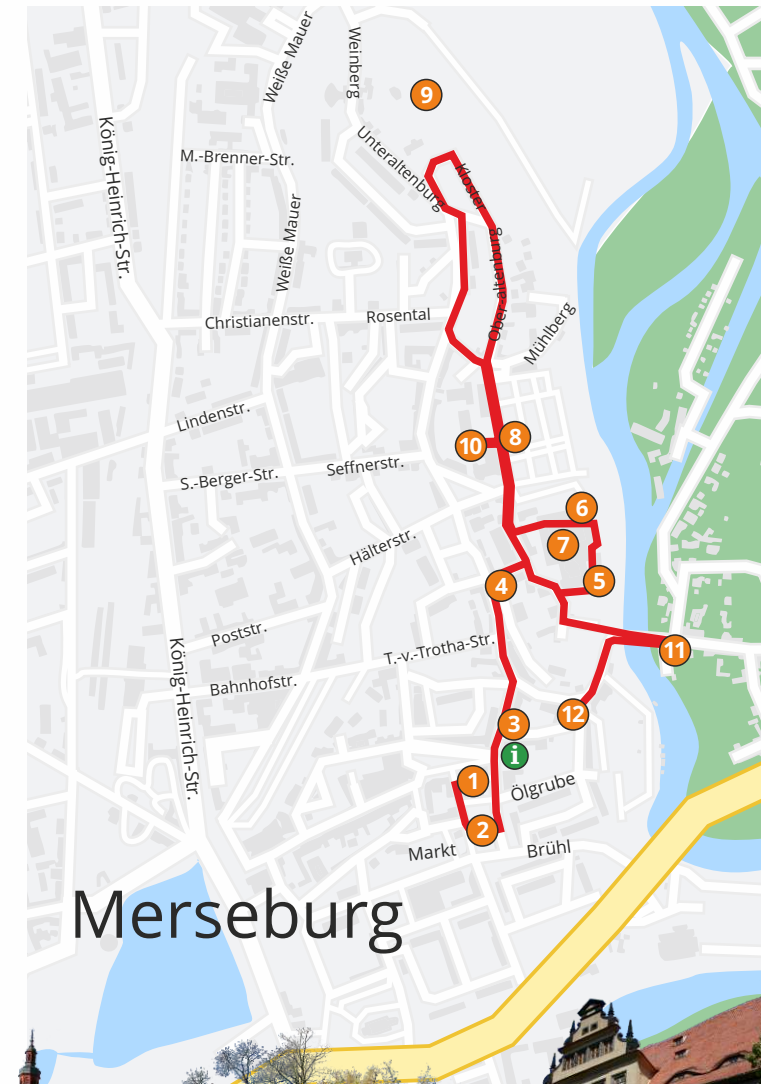 Weiße Mauer
Weinberg
9
König-Heinrich-Str.
M.-Brenner-Str.
Unteraltenburg
Kloster
Weiße Mauer
Ober-altenburg
Christianenstr.
Rosental
Mühlberg
Lindenstr.
10
8
S.-Berger-Str.
Seffnerstr.
6
Hälterstr.
7
4
5
Poststr.
T.-v.-Trotha-Str.
11
König-Heinrich-Str.
Bahnhofstr.
3
12
i
1
Ölgrube
2
Markt
Brühl
Merseburg